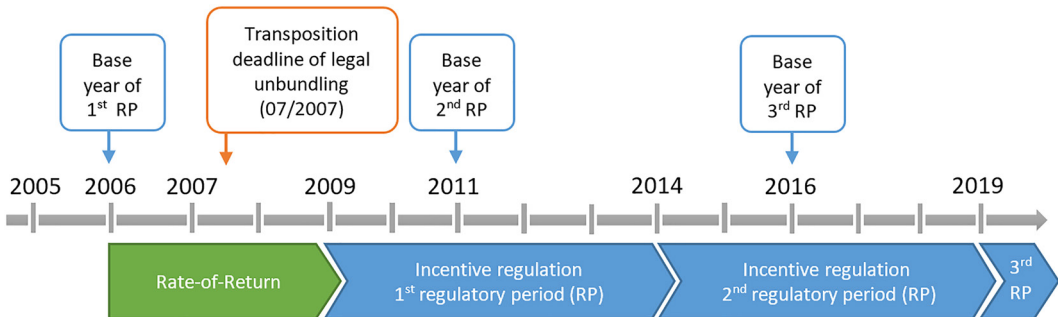 Base
year of
1st RP
Transposition
deadline of legal
unbundling
(07/2007)
Base
year of
2nd RP
Base
year of
3rd RP
2005 2006 2007 2009 2011 2014 2016 2019
Rate-of-Return
Incentive regulation
1st regulatory period (RP)
Incentive regulation
2nd regulatory period (RP)
3rd
RP